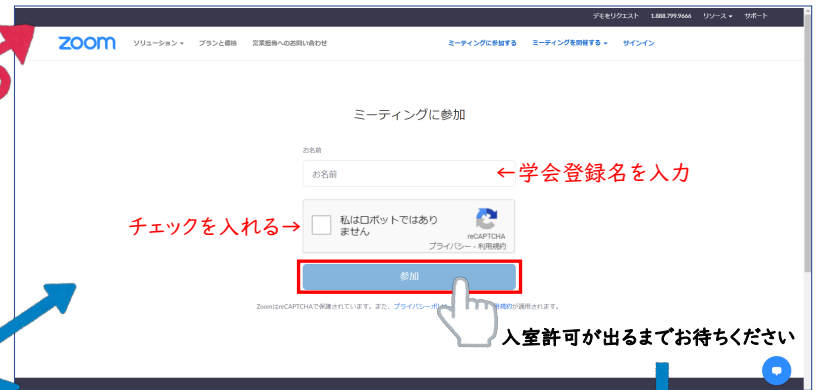 デモをリクエスト 1.888.799.9666 リソース サポート
zoom ソリューション プランと価格 営業担当へのお問い合わせ ミーティングに参加する ミーティングを開催する サインイン
ミーティングに参加
お名前
お名前 ←学会登録名を入力
チェックを入れる→ 私はロボットではあり
ません
reCAPTCHA
プライバシー - 利用規約
参加
ZoomはreCAPTCHAで保護されています。また、プライバシーポリ 用規約が適用されます。
入室許可が出るまでお待ちください